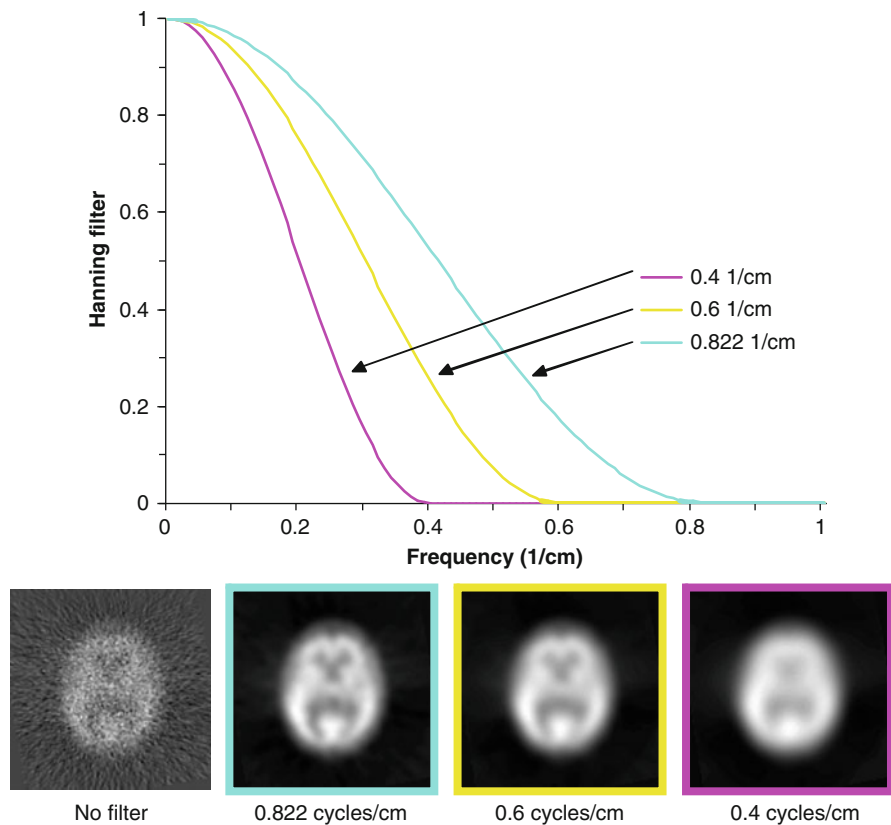 1
0.8
0.6
0.4
0.2
0
Hanning filter
0.4 1/cm
0.6 1/cm
0.822 1/cm
0 0.2 0.4 0.6 0.8 1
Frequency (1/cm)
No filter 0.822 cycles/cm 0.6 cycles/cm 0.4 cycles/cm